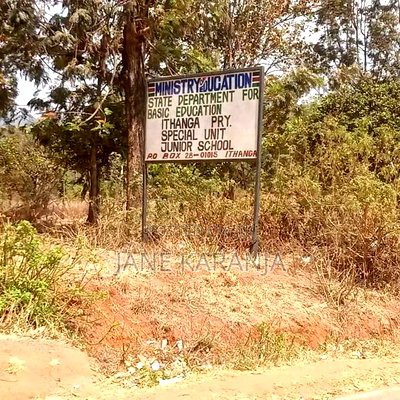 MINISTRY OF EDUCATION
STATE DEPARTMENT FOR
BASIC EDUCATION
ITHANGA PRY.
SPECIAL UNIT
JUNIOR SCHOOL
P.O BOX 28-01015 ITHANGA
JANE KARANJA